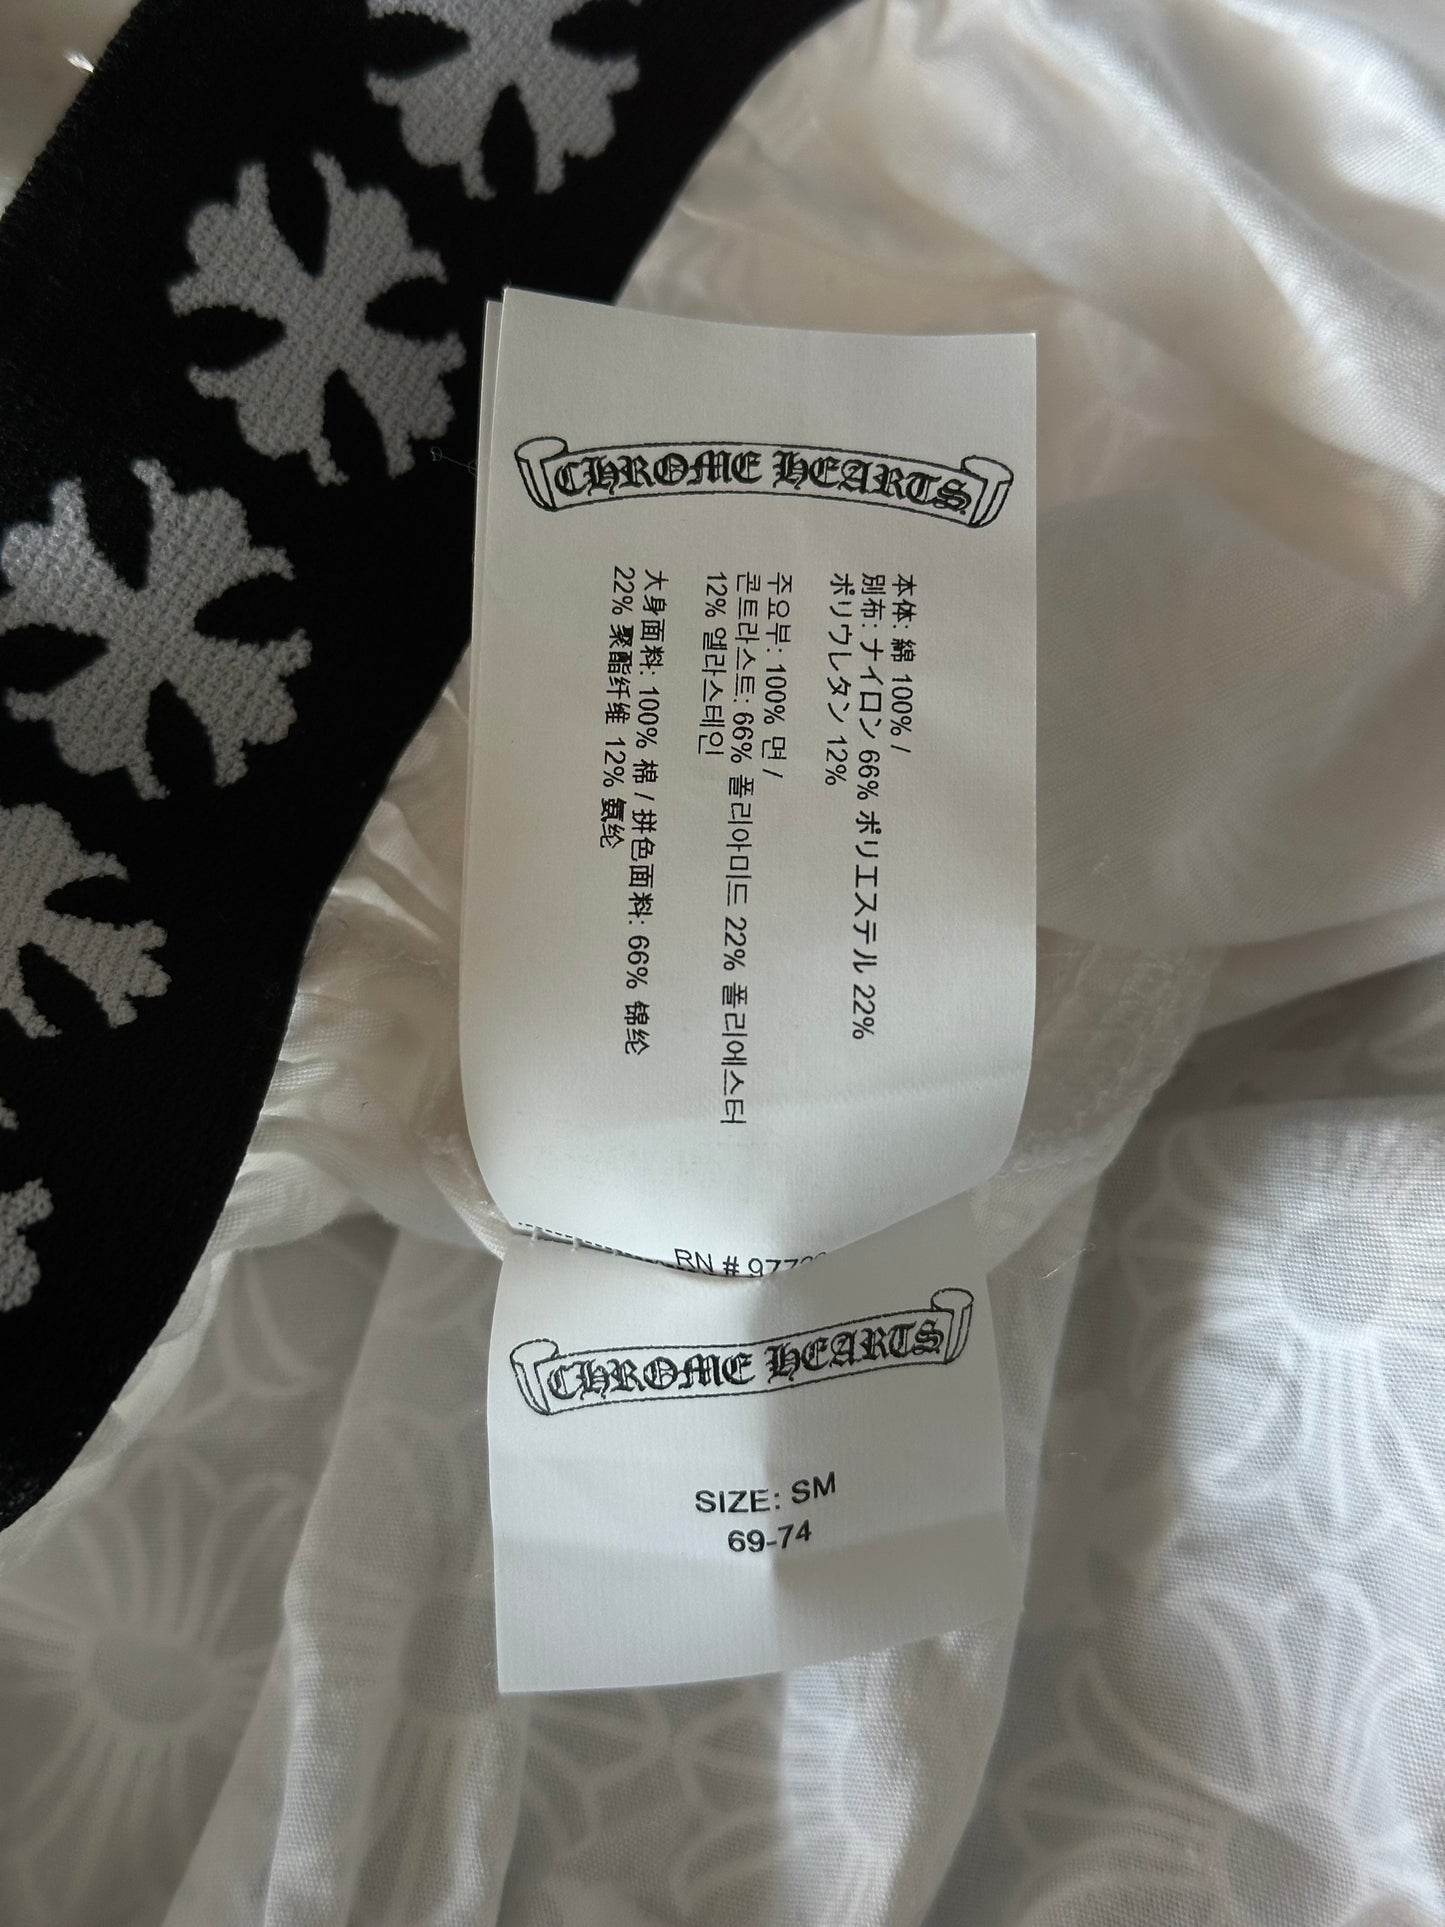 CHROME HEARTS
本体: 綿 100% /
別布: ナイロン 66% ポリエステル 22%
ポリウレタン 12%
주요부: 100% 면 /
콘트라스트: 66% 폴리아미드 22% 폴리에스터
12% 엘라스테인
大身面料: 100% 棉 / 拼色面料: 66% 锦纶
22% 聚酯纤维 12% 氨纶
RN #
CHROME HEARTS
SIZE: SM
69-74